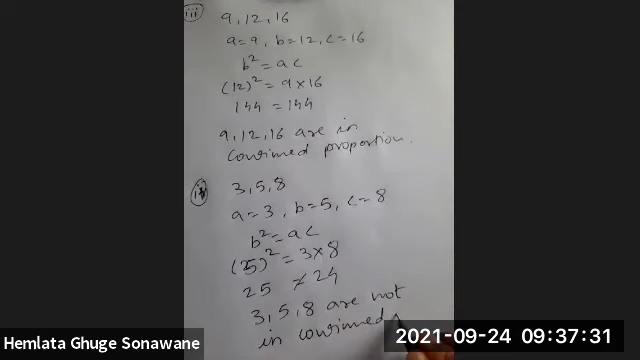 (iii) 9, 12, 16
a = 9, b = 12, c = 16
b² = ac
(12)² = 9 × 16
144 = 144
9, 12, 16 are in
continued proportion.
3, 5, 8
a = 3, b = 5, c = 8
b² = ac
(5)² = 3 × 8
25 ≠ 24
3, 5, 8 are not
in continued
Hemlata Ghuge Sonawane
2021-09-24 09:37:31